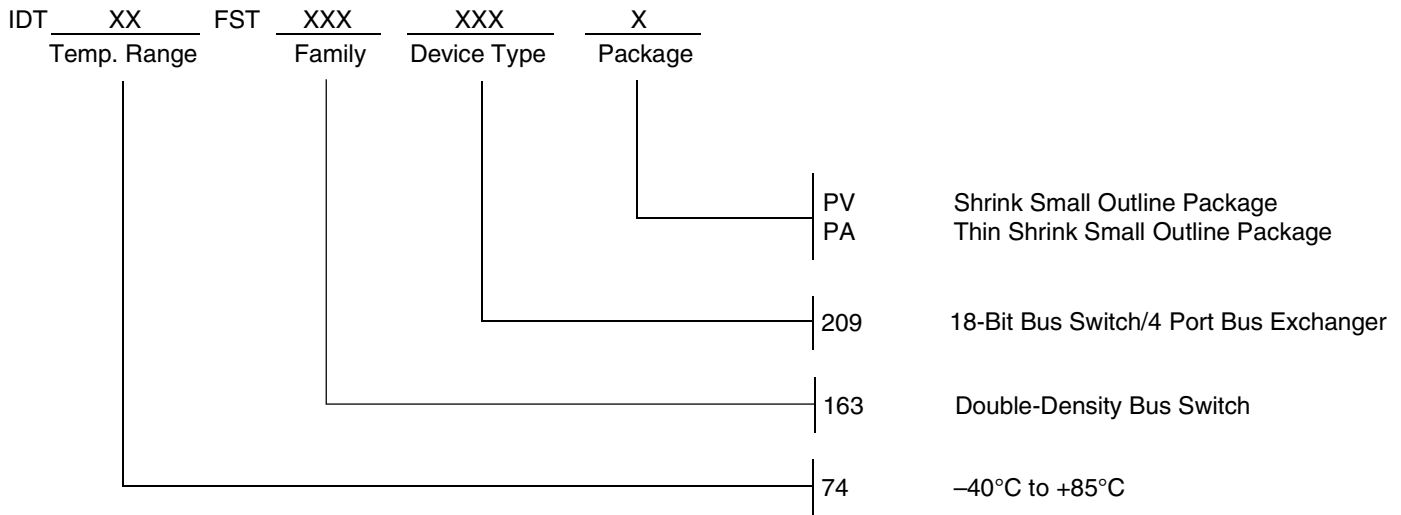 IDT XX FST XXX XXX X
Temp. Range Family Device Type Package
PV Shrink Small Outline Package
PA Thin Shrink Small Outline Package
209 18-Bit Bus Switch/4 Port Bus Exchanger
163 Double-Density Bus Switch
74 –40°C to +85°C